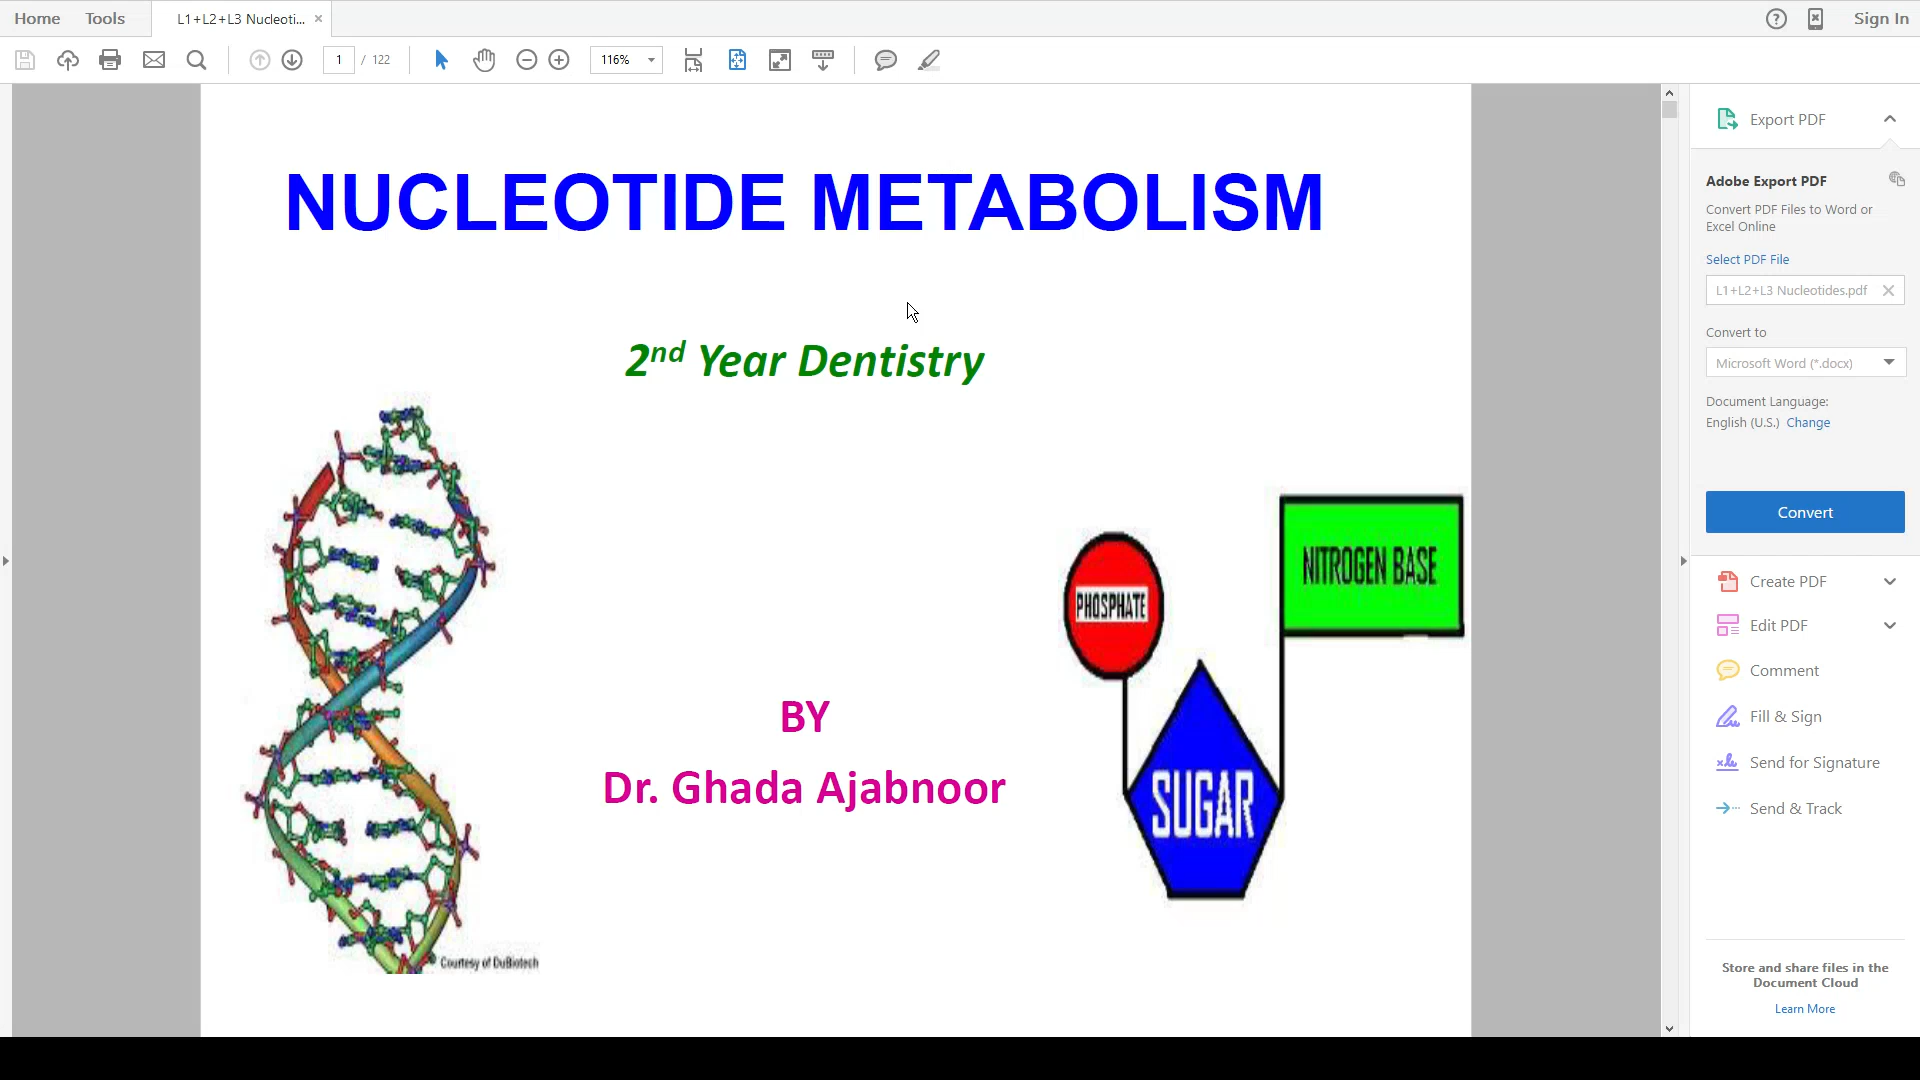 Home Tools L1+L2+L3 Nucleoti... Sign In
1 / 122 116%
NUCLEOTIDE METABOLISM
2nd Year Dentistry
BY
Dr. Ghada Ajabnoor
Courtesy of DuBiotech
PHOSPHATE
NITROGEN BASE
SUGAR
Export PDF
Adobe Export PDF
Convert PDF Files to Word or
Excel Online
Select PDF File
L1+L2+L3 Nucleotides.pdf
Convert to
Microsoft Word (*.docx)
Document Language:
English (U.S.) Change
Convert
Create PDF
Edit PDF
Comment
Fill & Sign
Send for Signature
Send & Track
Store and share files in the
Document Cloud
Learn More